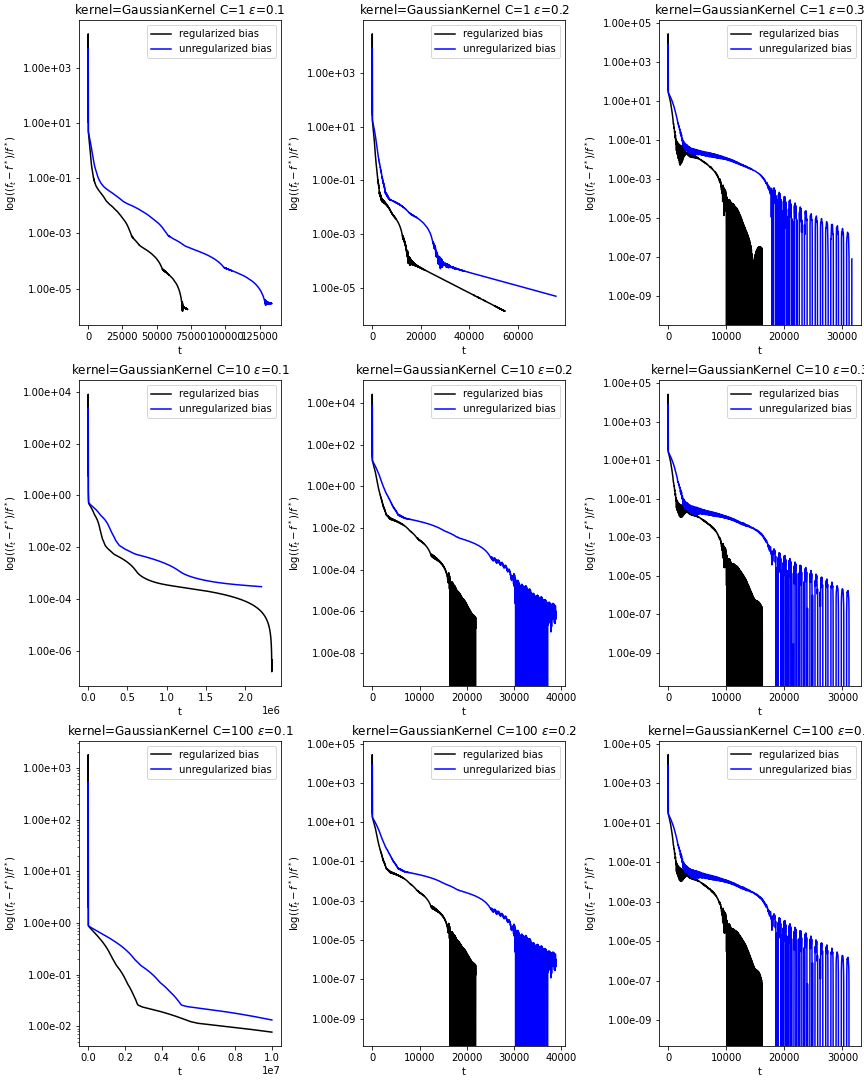 kernel=GaussianKernel C=1 ε=0.1
1.00e+03
1.00e+01
1.00e-01
1.00e-03
1.00e-05
log((f_t − f*)/f*)
regularized bias
unregularized bias
0 25000 50000 75000 100000 125000
t
kernel=GaussianKernel C=1 ε=0.2
1.00e+03
1.00e+01
1.00e-01
1.00e-03
1.00e-05
log((f_t − f*)/f*)
regularized bias
unregularized bias
0 20000 40000 60000
t
kernel=GaussianKernel C=1 ε=0.3
1.00e+05
1.00e+03
1.00e+01
1.00e-01
1.00e-03
1.00e-05
1.00e-07
1.00e-09
log((f_t − f*)/f*)
regularized bias
unregularized bias
0 10000 20000 30000
t
kernel=GaussianKernel C=10 ε=0.1
1.00e+04
1.00e+02
1.00e+00
1.00e-02
1.00e-04
1.00e-06
log((f_t − f*)/f*)
regularized bias
unregularized bias
0.0 0.5 1.0 1.5 2.0
1e6
t
kernel=GaussianKernel C=10 ε=0.2
1.00e+04
1.00e+02
1.00e+00
1.00e-02
1.00e-04
1.00e-06
1.00e-08
log((f_t − f*)/f*)
regularized bias
unregularized bias
0 10000 20000 30000 40000
t
kernel=GaussianKernel C=10 ε=0.3
1.00e+05
1.00e+03
1.00e+01
1.00e-01
1.00e-03
1.00e-05
1.00e-07
1.00e-09
log((f_t − f*)/f*)
regularized bias
unregularized bias
0 10000 20000 30000
t
kernel=GaussianKernel C=100 ε=0.1
1.00e+03
1.00e+02
1.00e+01
1.00e+00
1.00e-01
1.00e-02
log((f_t − f*)/f*)
regularized bias
unregularized bias
0.0 0.2 0.4 0.6 0.8 1.0
1e7
t
kernel=GaussianKernel C=100 ε=0.2
1.00e+05
1.00e+03
1.00e+01
1.00e-01
1.00e-03
1.00e-05
1.00e-07
1.00e-09
log((f_t − f*)/f*)
regularized bias
unregularized bias
0 10000 20000 30000 40000
t
kernel=GaussianKernel C=100 ε=0.
1.00e+05
1.00e+03
1.00e+01
1.00e-01
1.00e-03
1.00e-05
1.00e-07
1.00e-09
log((f_t − f*)/f*)
regularized bias
unregularized bias
0 10000 20000 30000
t